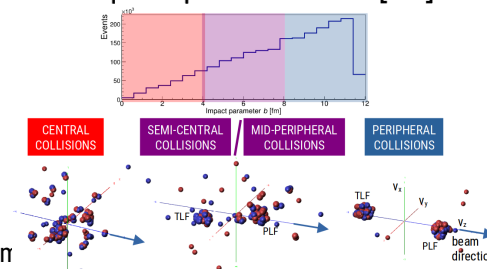 ×10³
Events
200
150
100
50
0
0 2 4 6 8 10 12
Impact parameter b [fm]
CENTRAL
COLLISIONS
SEMI-CENTRAL
COLLISIONS
/
MID-PERIPHERAL
COLLISIONS
PERIPHERAL
COLLISIONS
TLF
PLF
TLF
Vx
Vy
Vz
PLF
beam
direction